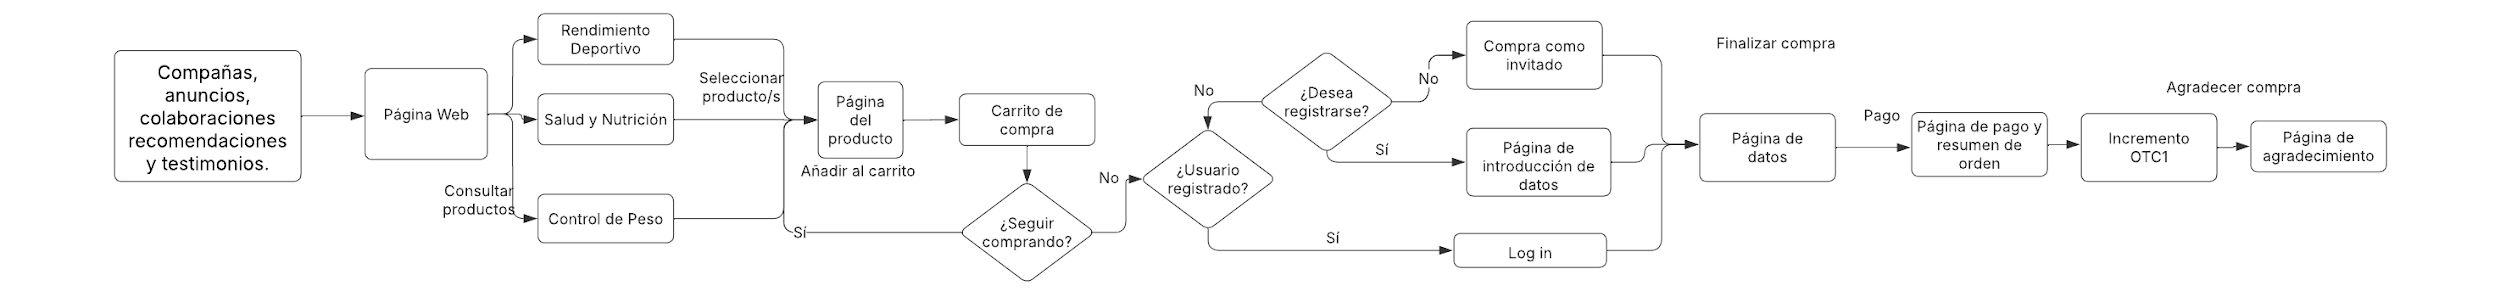 Compañas,
anuncios,
colaboraciones
recomendaciones
y testimonios.
Página Web
Consultar
productos
Rendimiento
Deportivo
Salud y Nutrición
Control de Peso
Seleccionar
producto/s
Página
del
producto
Añadir al carrito
Carrito de
compra
¿Seguir
comprando?
Sí
No
¿Usuario
registrado?
No
Sí
¿Desea
registrarse?
No
Sí
Compra como
invitado
Página de
introducción de
datos
Log in
Finalizar compra
Página de
datos
Pago
Página de pago y
resumen de
orden
Incremento
OTC1
Agradecer compra
Página de
agradecimiento